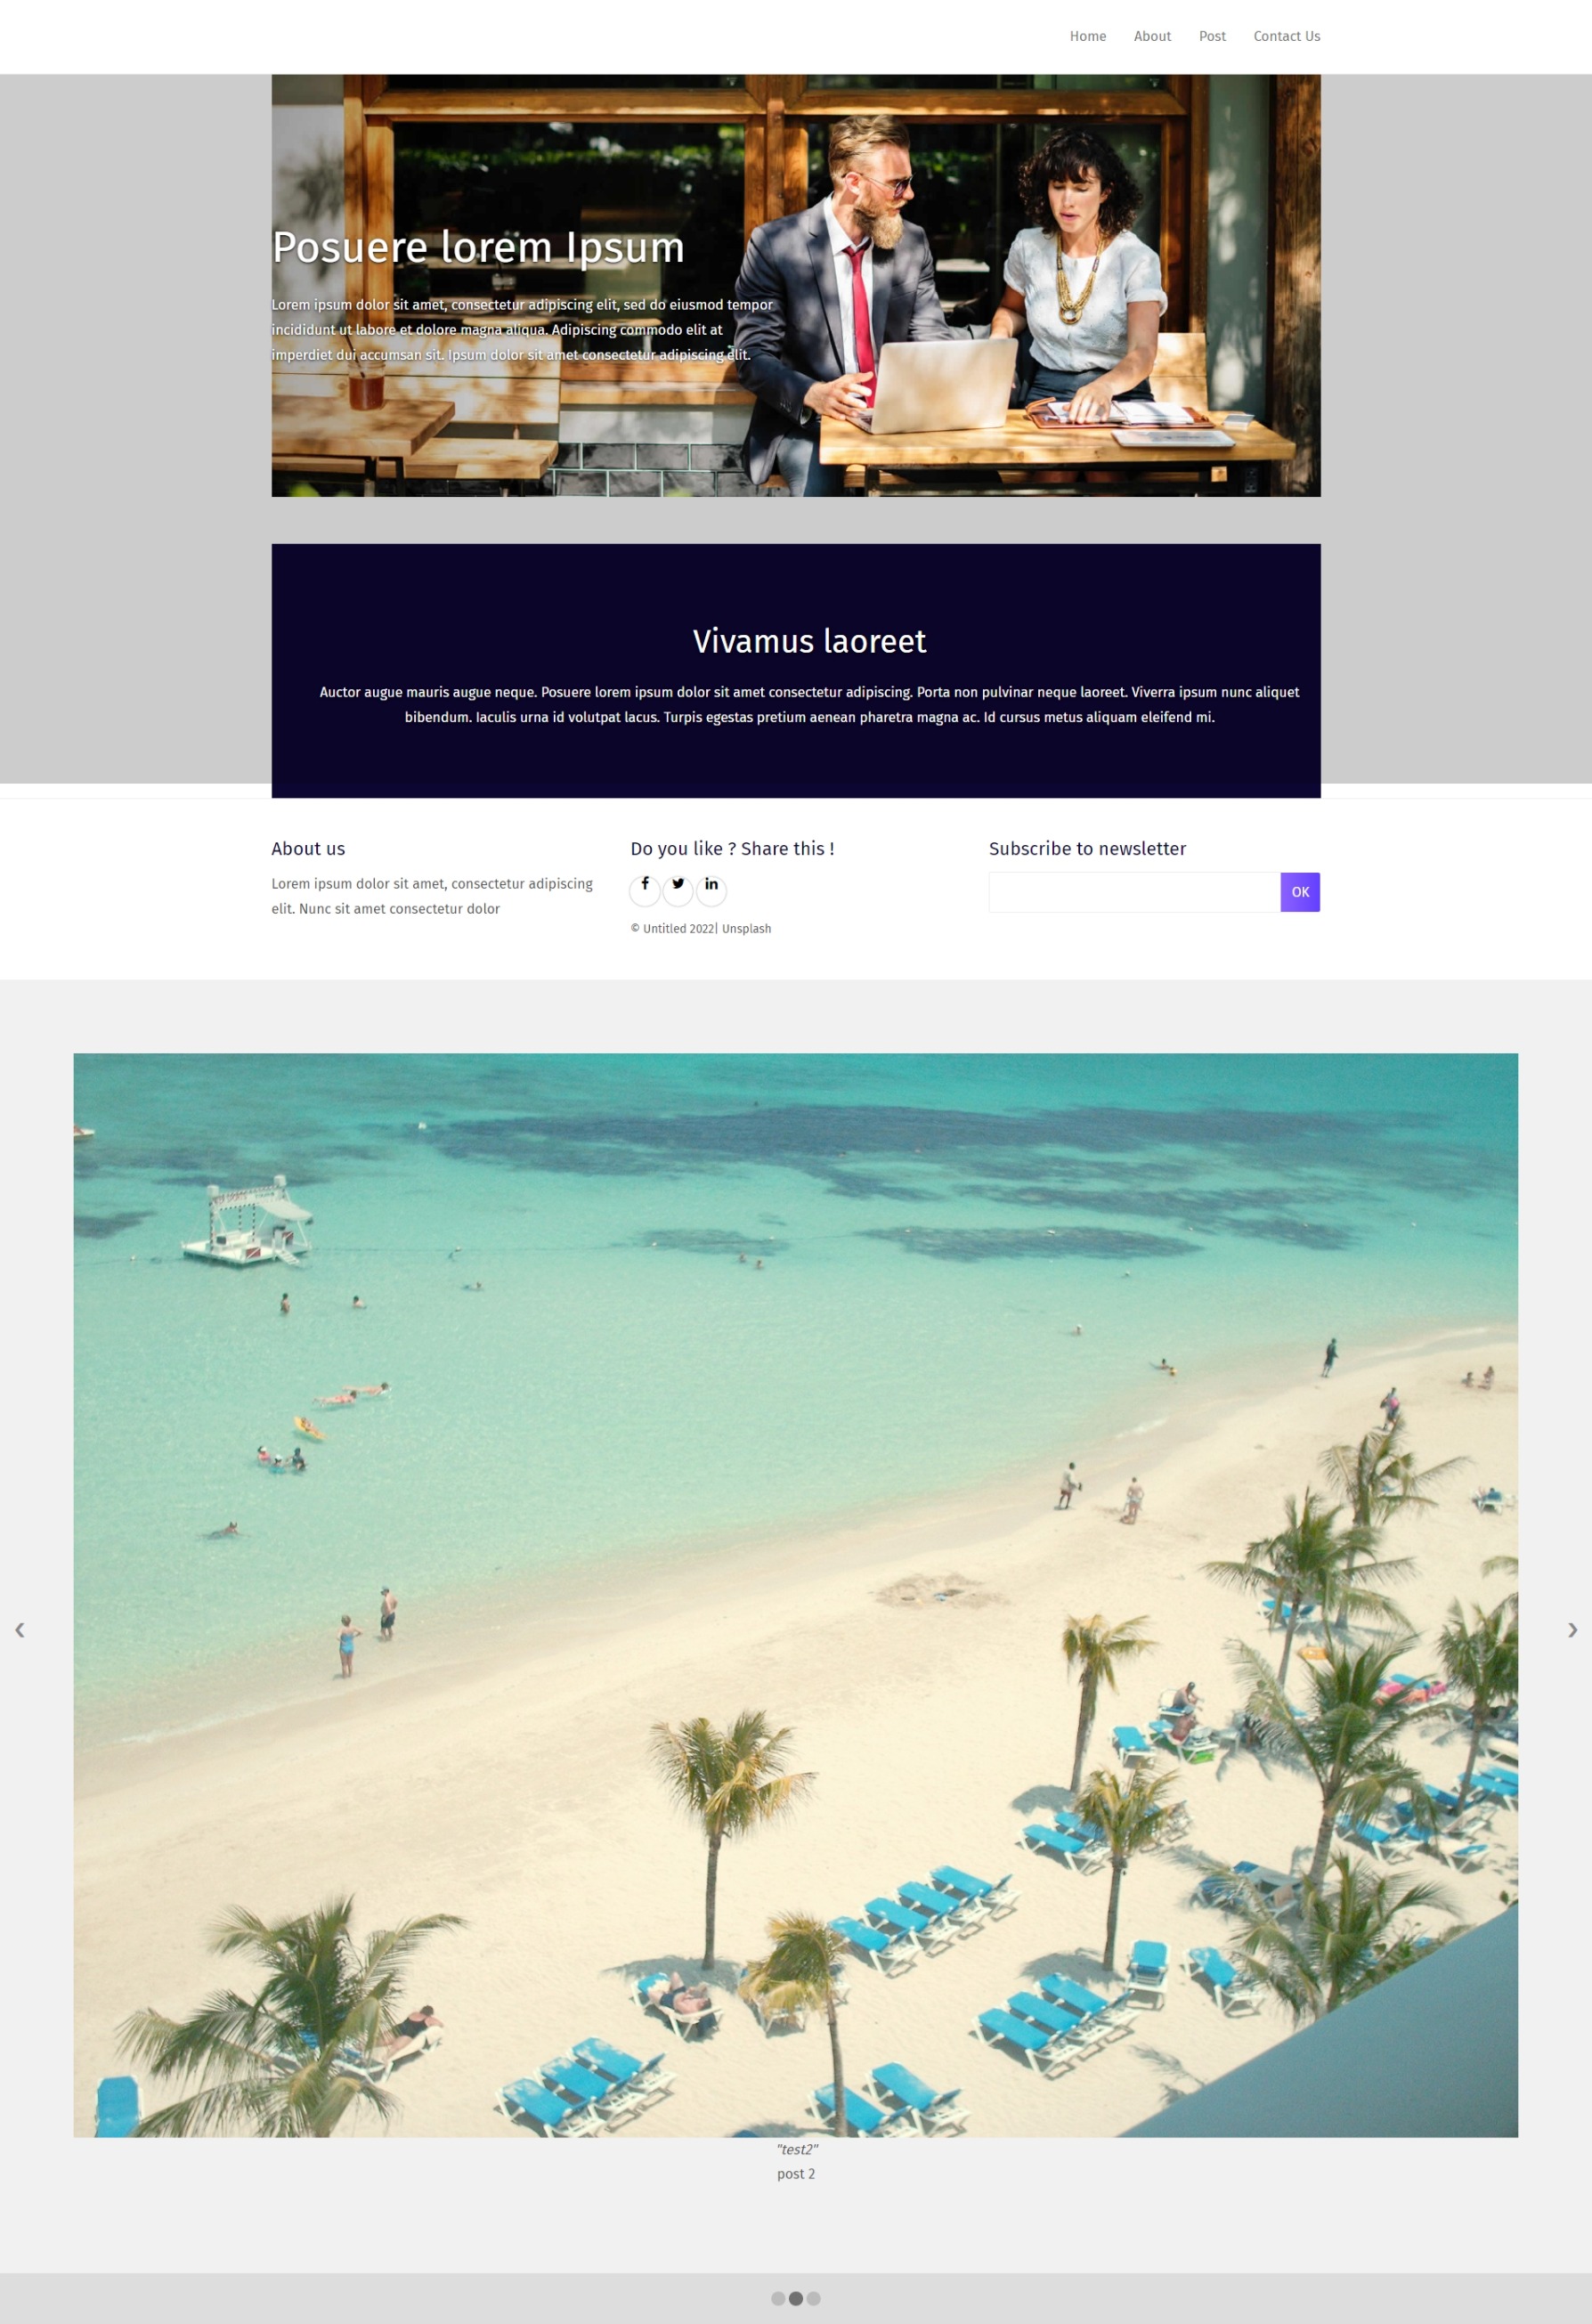 Home About Post Contact Us
Posuere lorem Ipsum
Lorem ipsum dolor sit amet, consectetur adipiscing elit, sed do eiusmod tempor
incididunt ut labore et dolore magna aliqua. Adipiscing commodo elit at
imperdiet dui accumsan sit. Ipsum dolor sit amet consectetur adipiscing elit.
Vivamus laoreet
Auctor augue mauris augue neque. Posuere lorem ipsum dolor sit amet consectetur adipiscing. Porta non pulvinar neque laoreet. Viverra ipsum nunc aliquet
bibendum. Iaculis urna id volutpat lacus. Turpis egestas pretium aenean pharetra magna ac. Id cursus metus aliquam eleifend mi.
About us
Lorem ipsum dolor sit amet, consectetur adipiscing
elit. Nunc sit amet consectetur dolor
Do you like ? Share this !
© Untitled 2022| Unsplash
Subscribe to newsletter
OK
"test2"
post 2